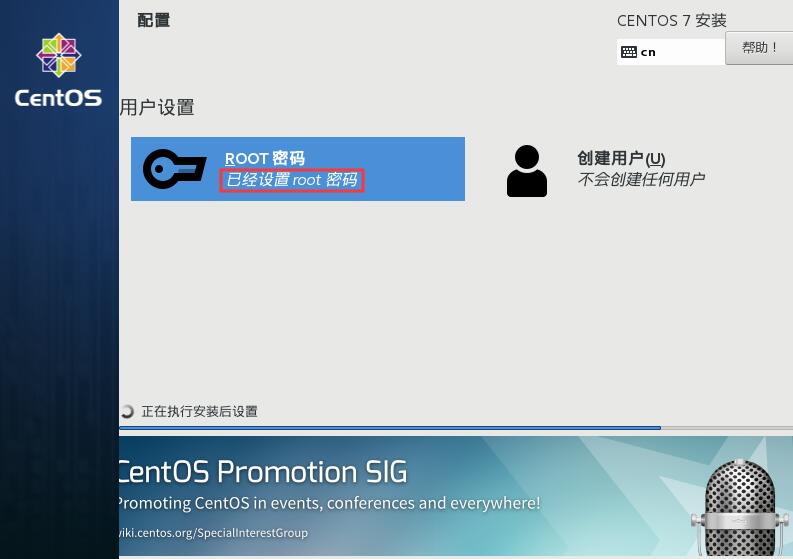 配置
CENTOS 7 安装
cn
帮助！
CentOS
用户设置
ROOT 密码
已经设置 root 密码
创建用户(U)
不会创建任何用户
正在执行安装后设置
CentOS Promotion SIG
Promoting CentOS in events, conferences and everywhere!
wiki.centos.org/SpecialInterestGroup